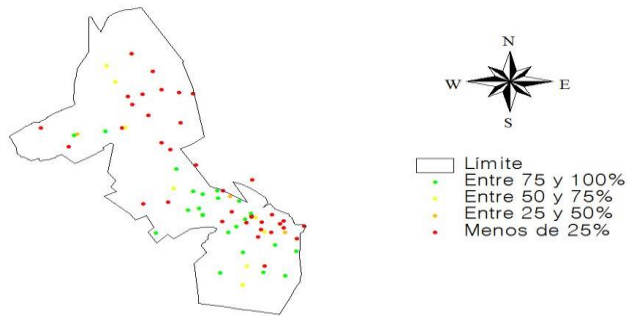 N
W E
S
Límite
Entre 75 y 100%
Entre 50 y 75%
Entre 25 y 50%
Menos de 25%